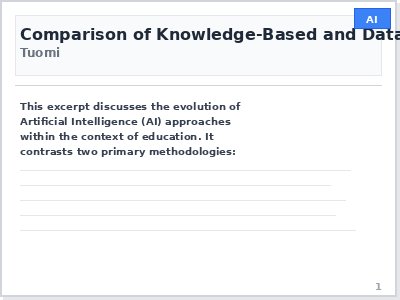 AI
Comparison of Knowledge-Based and Data
Tuomi
This excerpt discusses the evolution of
Artificial Intelligence (AI) approaches
within the context of education. It
contrasts two primary methodologies:
1